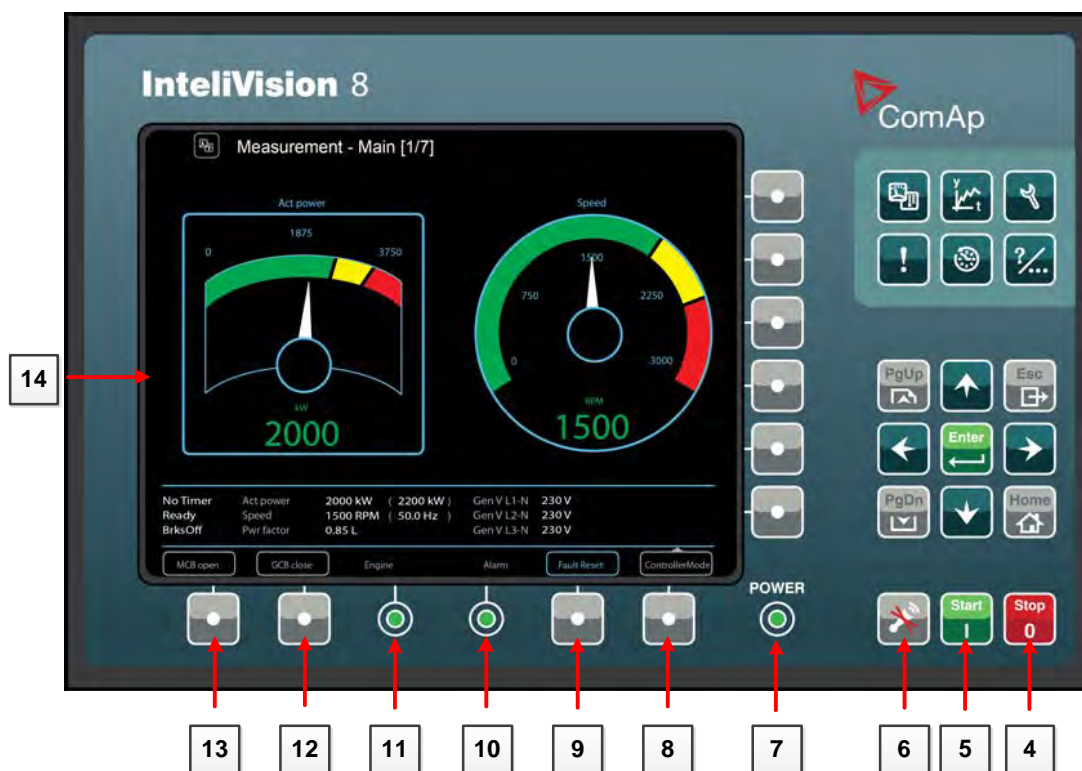 InteliVision 8
ComAp
Measurement - Main [1/7]
Act power
0
1875
3750
kW
2000
Speed
0
750
1500
2250
3000
RPM
1500
No Timer Act power 2000 kW ( 2200 kW ) Gen V L1-N 230 V
Ready Speed 1500 RPM ( 50.0 Hz ) Gen V L2-N 230 V
BrksOff Pwr factor 0.85 L Gen V L3-N 230 V
MCB open GCB close Engine Alarm Fault Reset ControllerMode
y
t
!
?/...
PgUp
Esc
Enter
PgDn
Home
POWER
Start
I
Stop
0
14
13 12 11 10 9 8 7 6 5 4